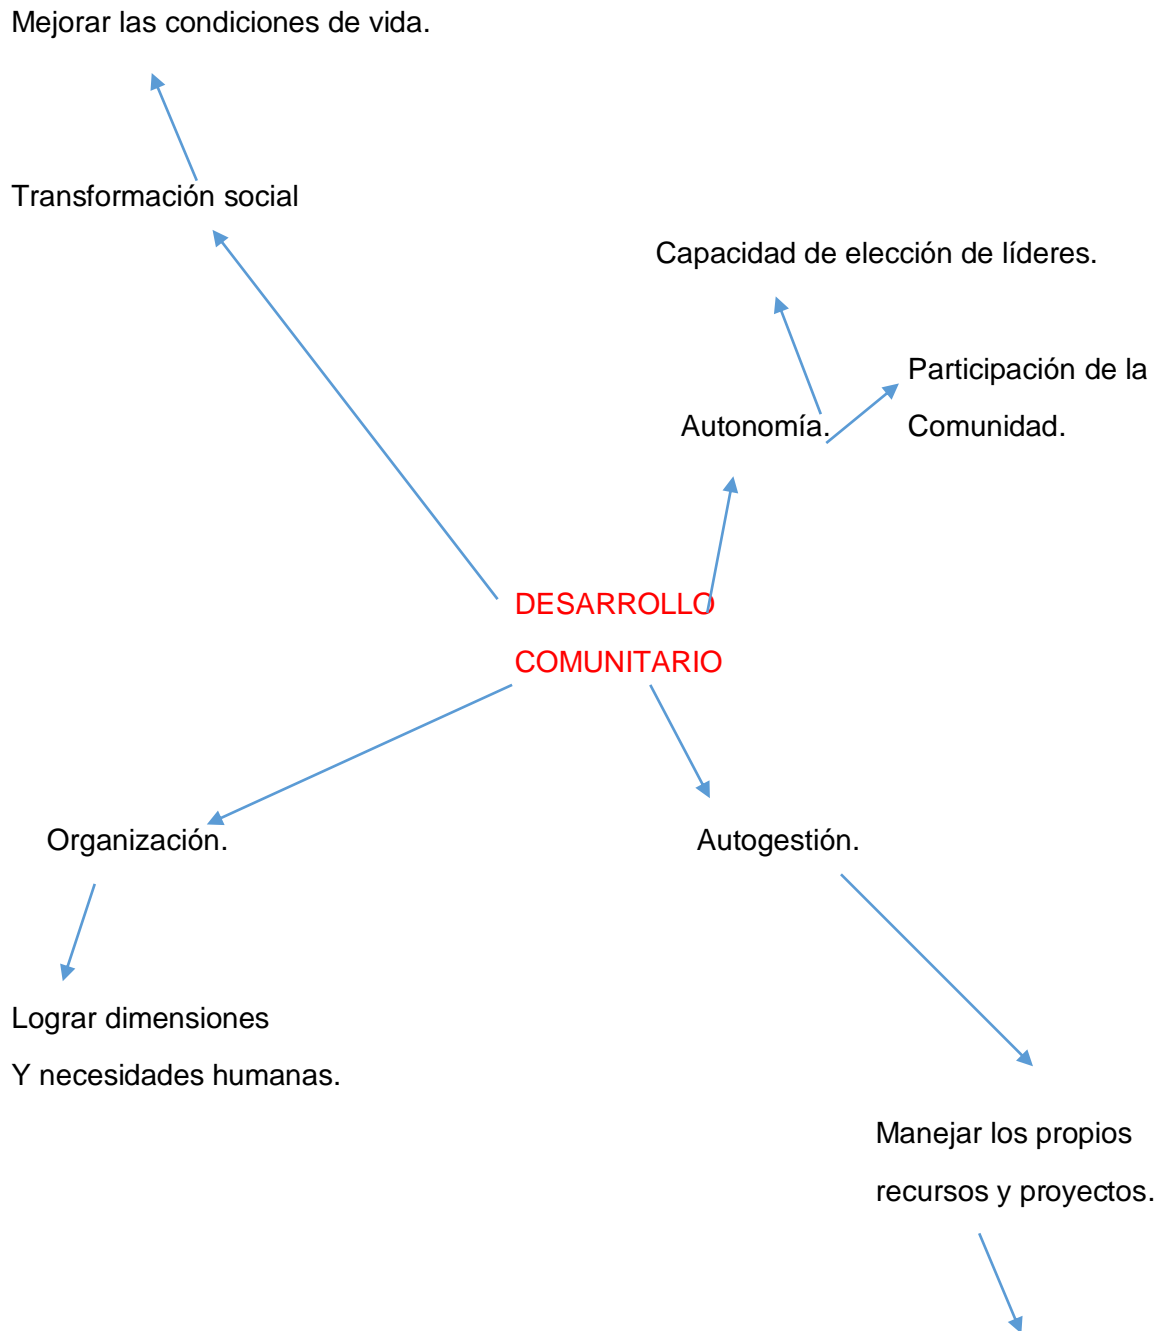 Mejorar las condiciones de vida.
Transformación social
Capacidad de elección de líderes.
Participación de la
Autonomía.
Comunidad.
DESARROLLO
COMUNITARIO
Organización.
Autogestión.
Lograr dimensiones
Y necesidades humanas.
Manejar los propios
recursos y proyectos.